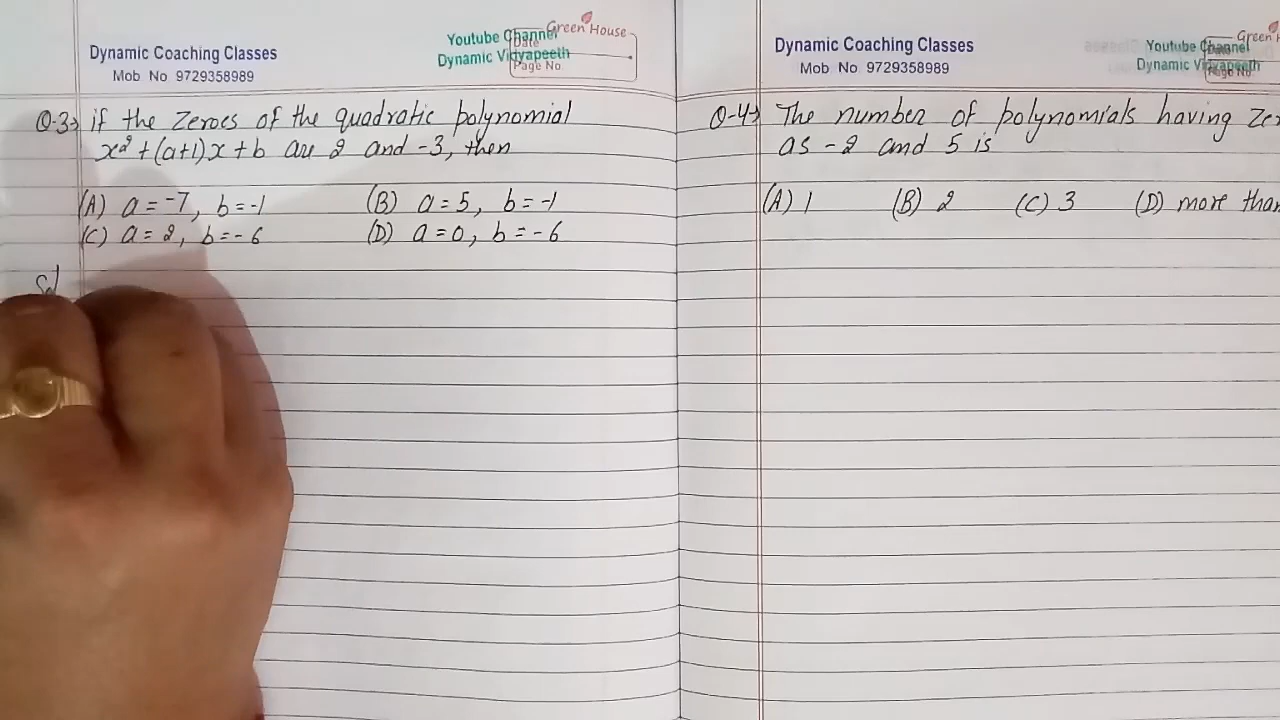 Dynamic Coaching Classes
Mob No 9729358989
Youtube Channel
Dynamic Vidyapeeth
Green House
Date
Page No
Q-3→ if the zeroes of the quadratic polynomial
x²+(a+1)x+b are 2 and -3, then
(A) a=-7, b=-1 (B) a=5, b=-1
(C) a=2, b=-6 (D) a=0, b=-6
Sol
Dynamic Coaching Classes
Mob No 9729358989
Youtube Channel
Dynamic Vidyapeeth
Green
Page No
Q-4→ The number of polynomials having
as -2 and 5 is
(A) 1 (B) 2 (C) 3 (D) more